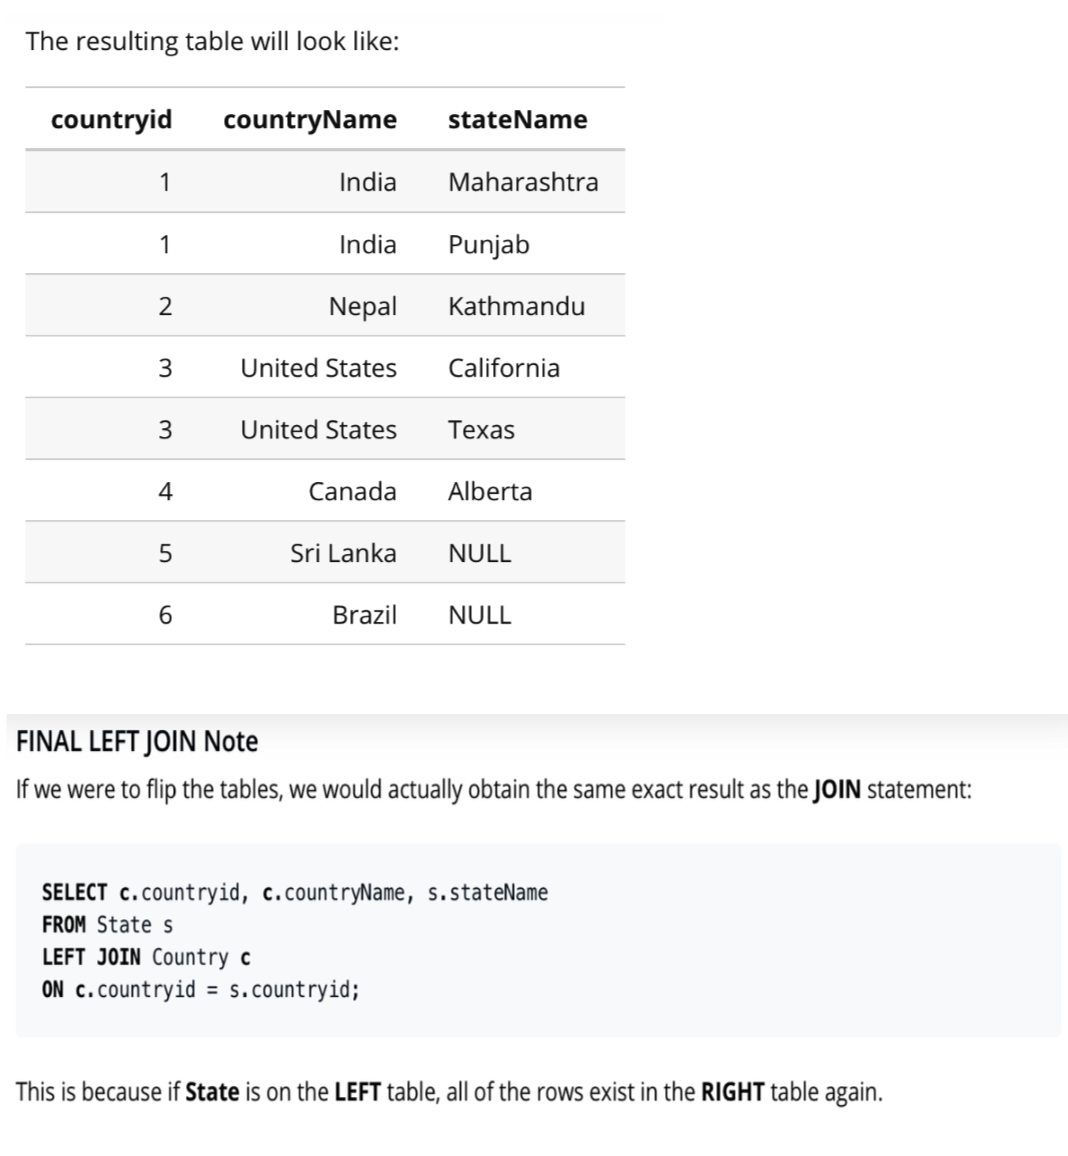 The resulting table will look like:
countryid countryName stateName
1 India Maharashtra
1 India Punjab
2 Nepal Kathmandu
3 United States California
3 United States Texas
4 Canada Alberta
5 Sri Lanka NULL
6 Brazil NULL
FINAL LEFT JOIN Note
If we were to flip the tables, we would actually obtain the same exact result as the JOIN statement:
SELECT c.countryid, c.countryName, s.stateName
FROM State s
LEFT JOIN Country c
ON c.countryid = s.countryid;
This is because if State is on the LEFT table, all of the rows exist in the RIGHT table again.